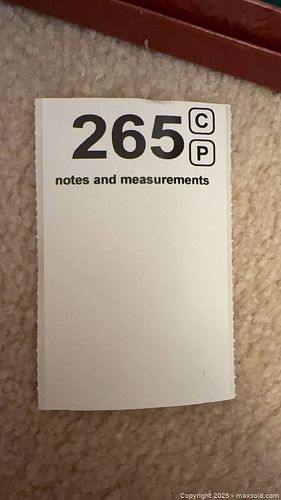 265 C
P
notes and measurements
Copyright 2025 - maxsold.com